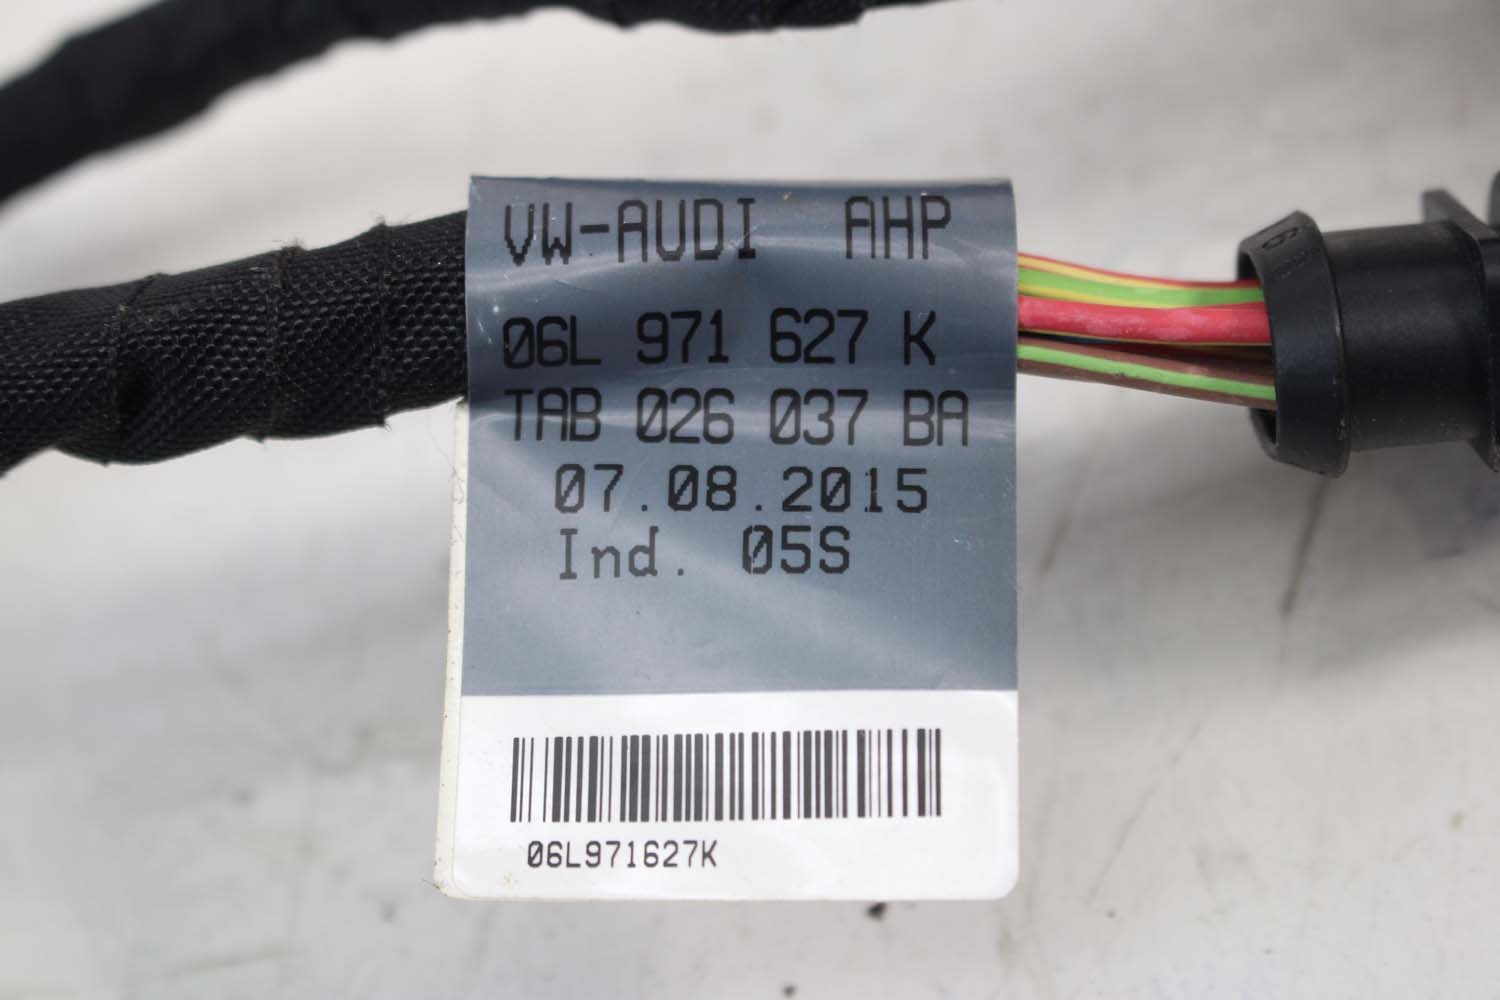 VW-AUDI AHP
06L 971 627 K
TAB 026 037 BA
07.08.2015
Ind. 05S
06L971627K